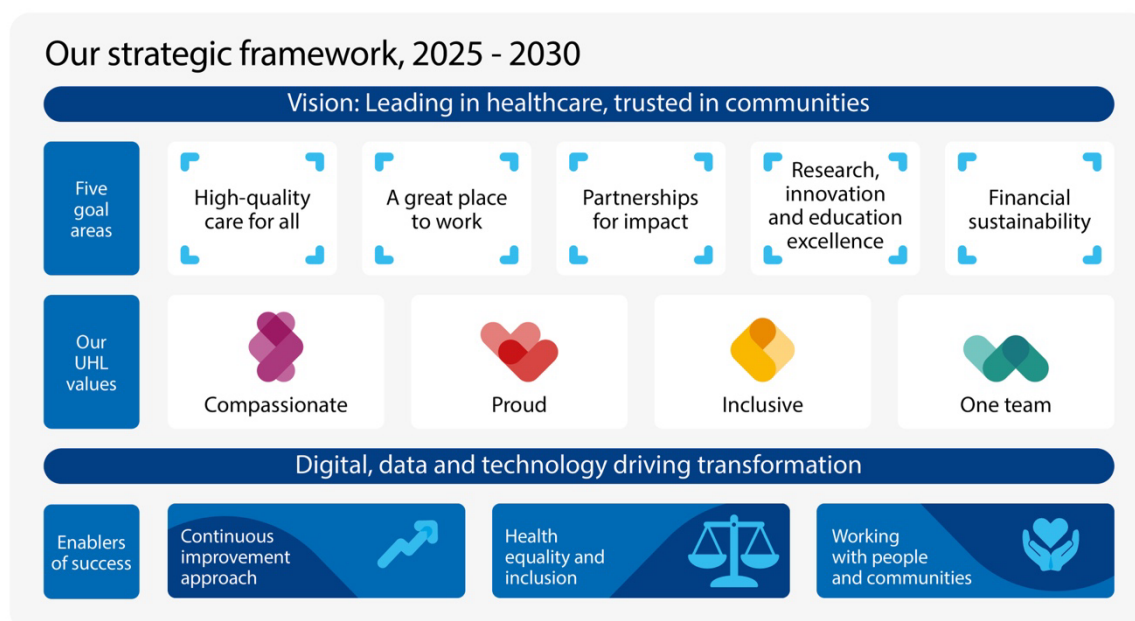 Our strategic framework, 2025 - 2030
Vision: Leading in healthcare, trusted in communities
Five
goal
areas
High-quality
care for all
A great place
to work
Partnerships
for impact
Research,
innovation
and education
excellence
Financial
sustainability
Our
UHL
values
Compassionate
Proud
Inclusive
One team
Digital, data and technology driving transformation
Enablers
of success
Continuous
improvement
approach
Health
equality and
inclusion
Working
with people
and communities